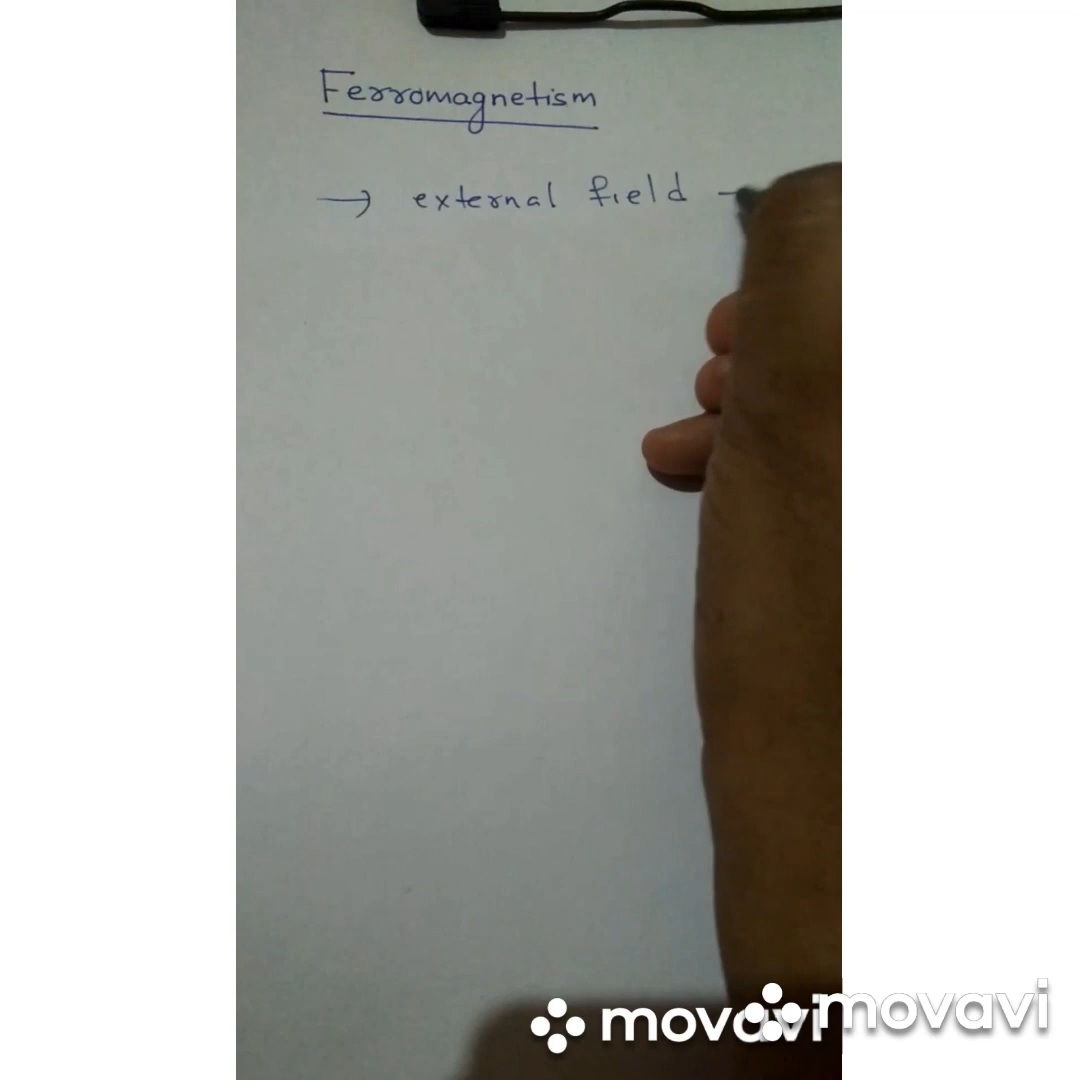 Ferromagnetism
→ external field -
movavi movavi